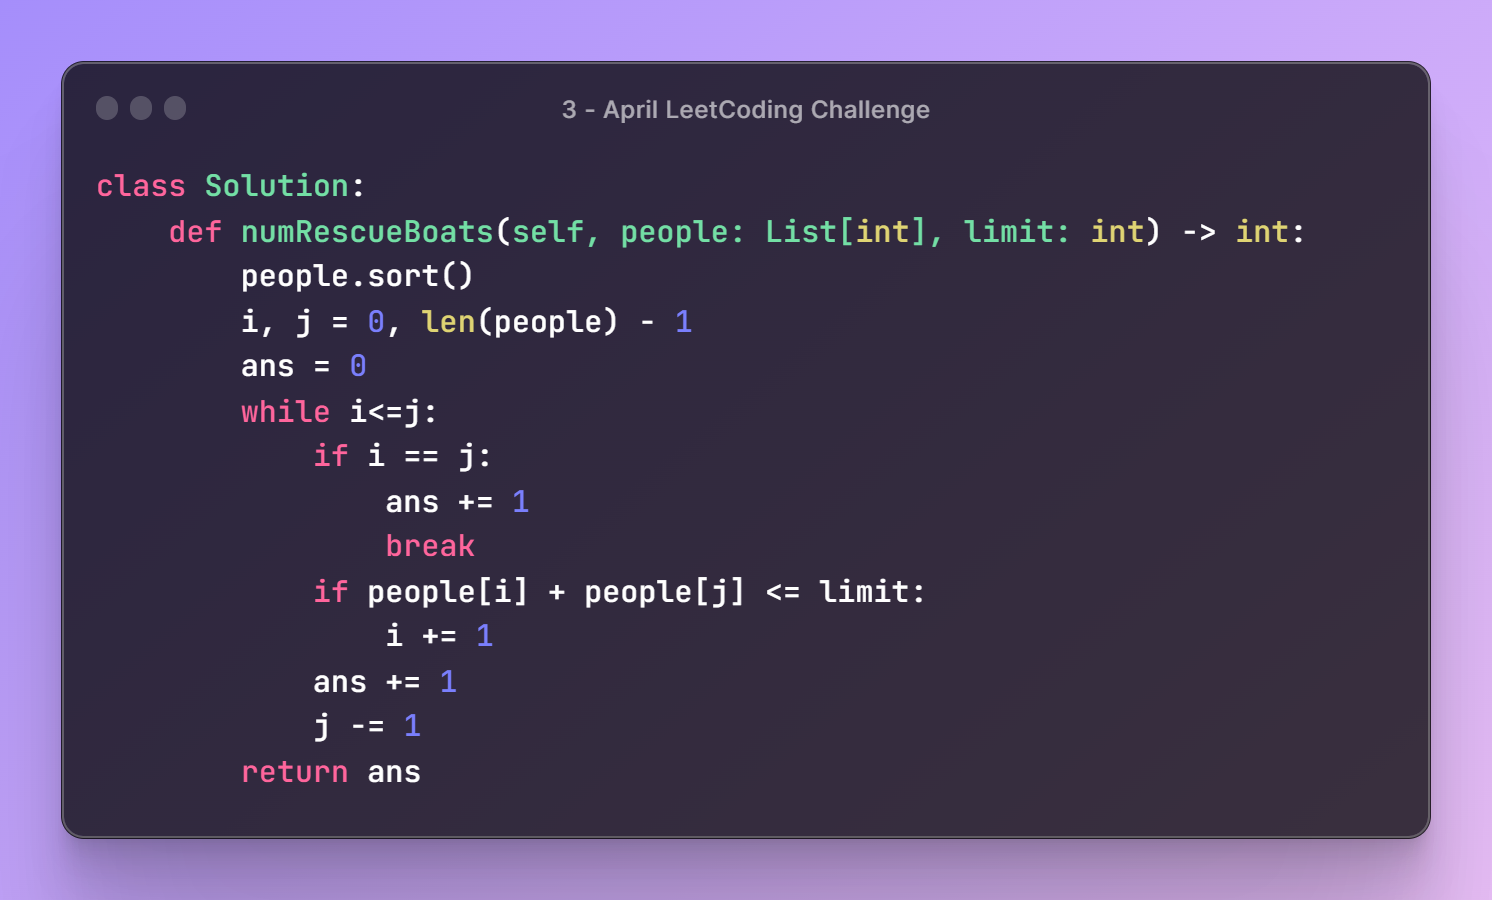 3 - April LeetCoding Challenge
class Solution:
    def numRescueBoats(self, people: List[int], limit: int) -> int:
        people.sort()
        i, j = 0, len(people) - 1
        ans = 0
        while i<=j:
            if i == j:
                ans += 1
                break
            if people[i] + people[j] <= limit:
                i += 1
            ans += 1
            j -= 1
        return ans